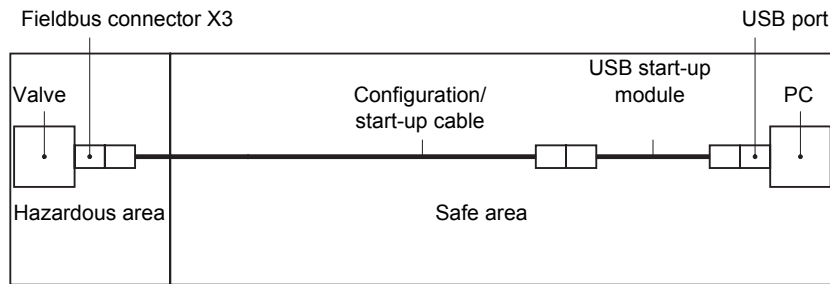 Fieldbus connector X3
USB port
Valve
Configuration/
start-up cable
USB start-up
module
PC
Hazardous area
Safe area